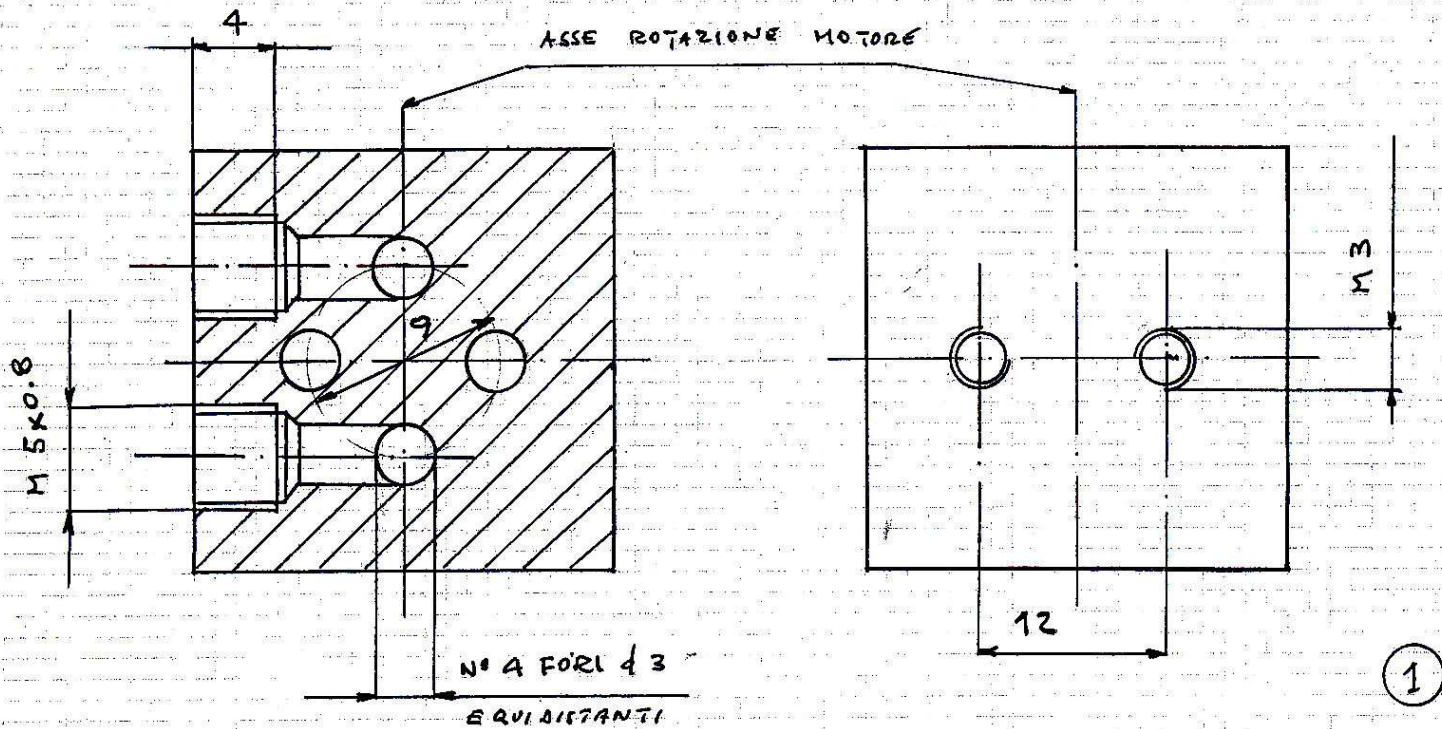 4
ASSE ROTAZIONE MOTORE
9
M 5x0.8
M 3
12
N° 4 FORI ϕ 3
EQUIDISTANTI
1